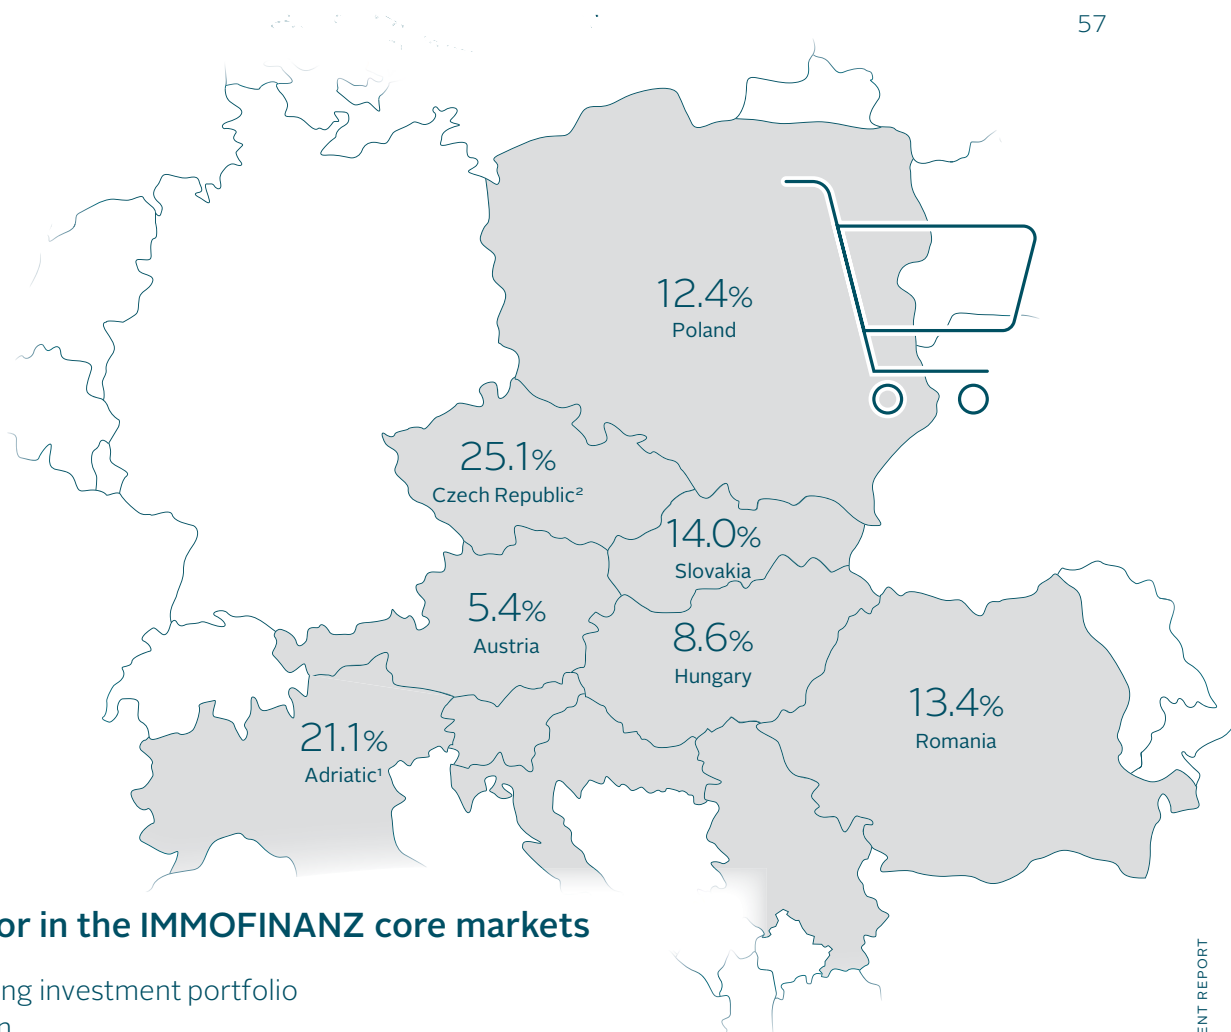 57
12.4%
Poland
25.1%
Czech Republic²
14.0%
Slovakia
5.4%
Austria
8.6%
Hungary
13.4%
Romania
21.1%
Adriatic¹
or in the IMMOFINANZ core markets
ng investment portfolio
ENT REPORT